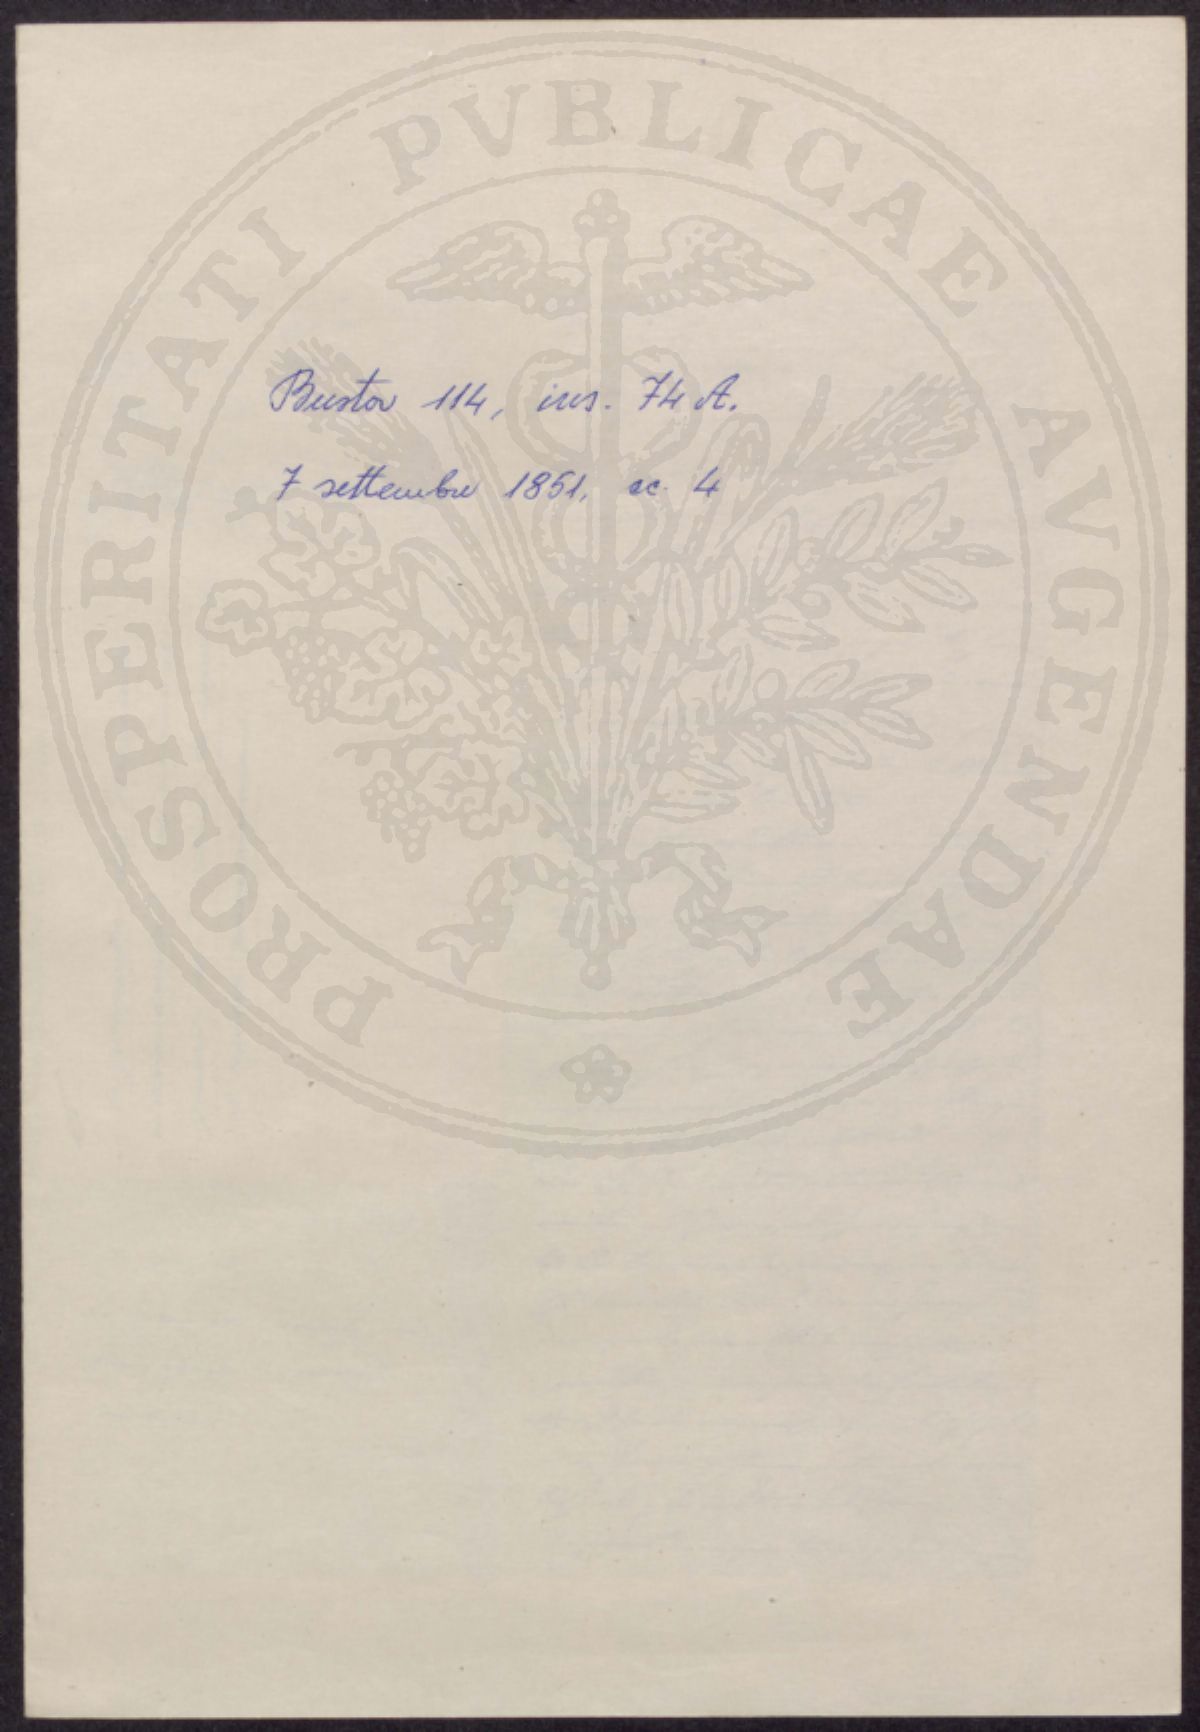 PROSPERITATI PVBLICAE AVGENDAE
Busta 114, ins. 74 A.
7 settembre 1851, cc. 4